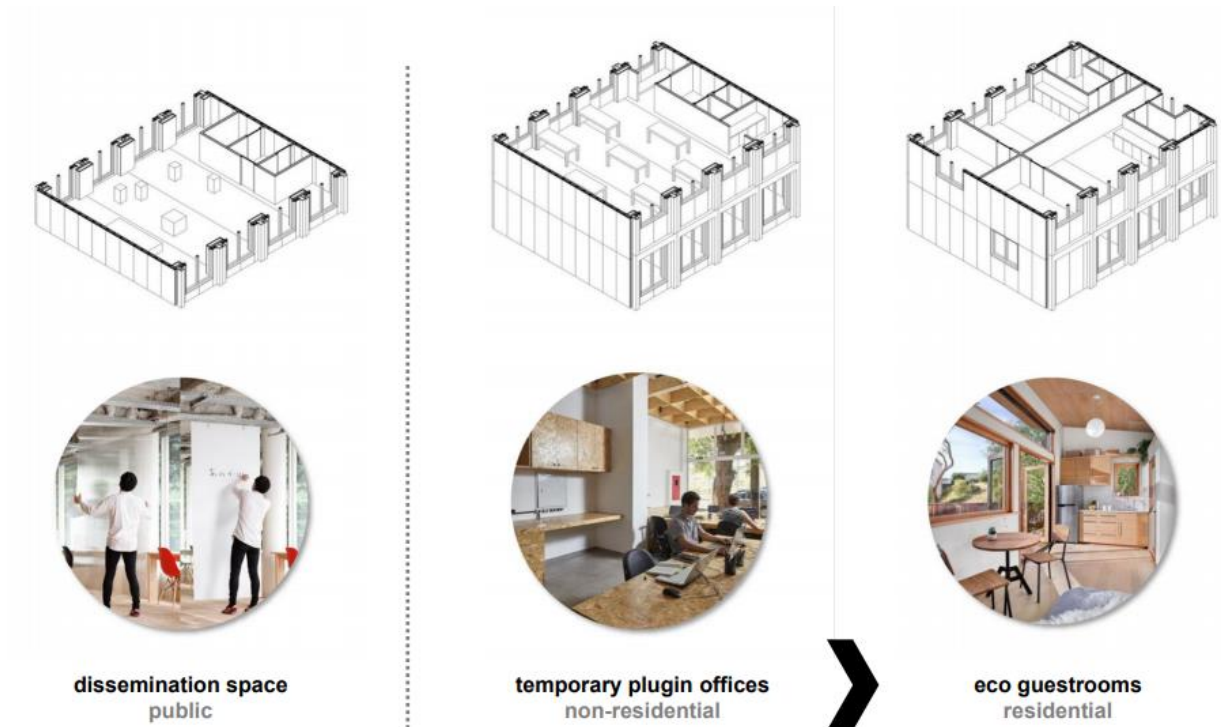 dissemination space
public
temporary plugin offices
non-residential
eco guestrooms
residential